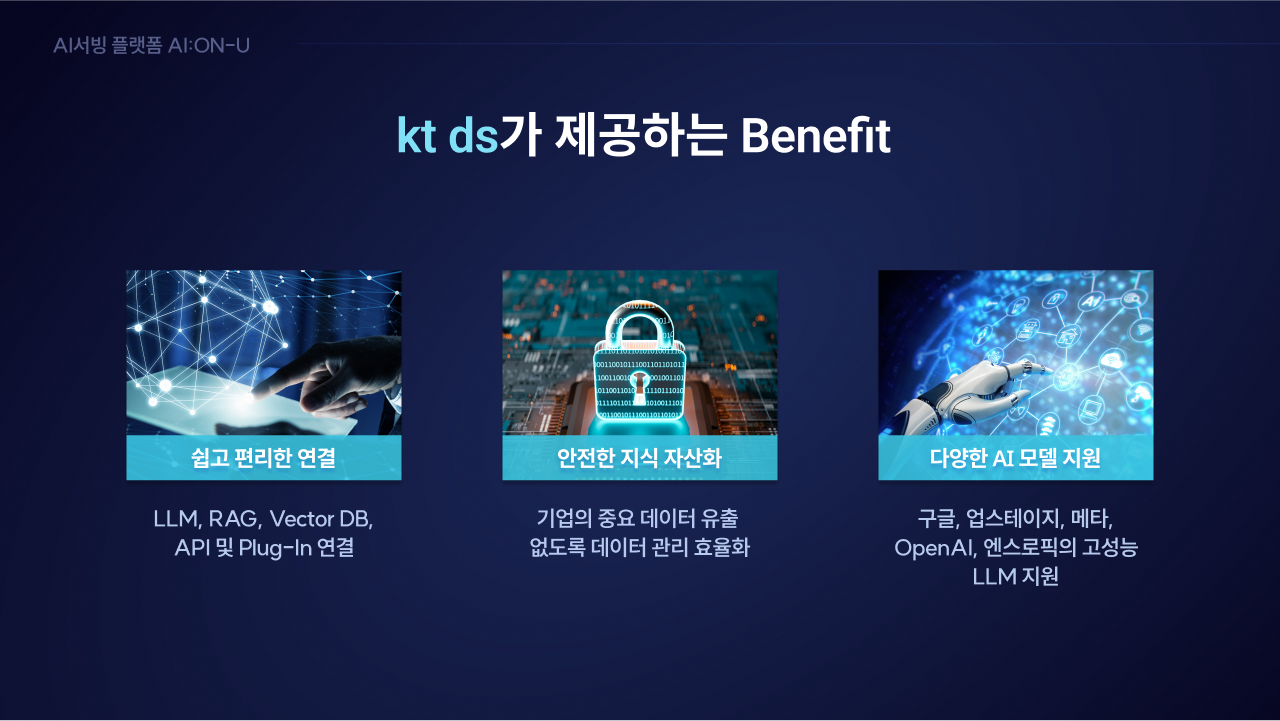 AI서빙 플랫폼 AI:ON-U
kt ds가 제공하는 Benefit
쉽고 편리한 연결
LLM, RAG, Vector DB,
API 및 Plug-In 연결
안전한 지식 자산화
기업의 중요 데이터 유출
없도록 데이터 관리 효율화
AI
다양한 AI 모델 지원
구글, 업스테이지, 메타,
OpenAI, 엔스로픽의 고성능
LLM 지원